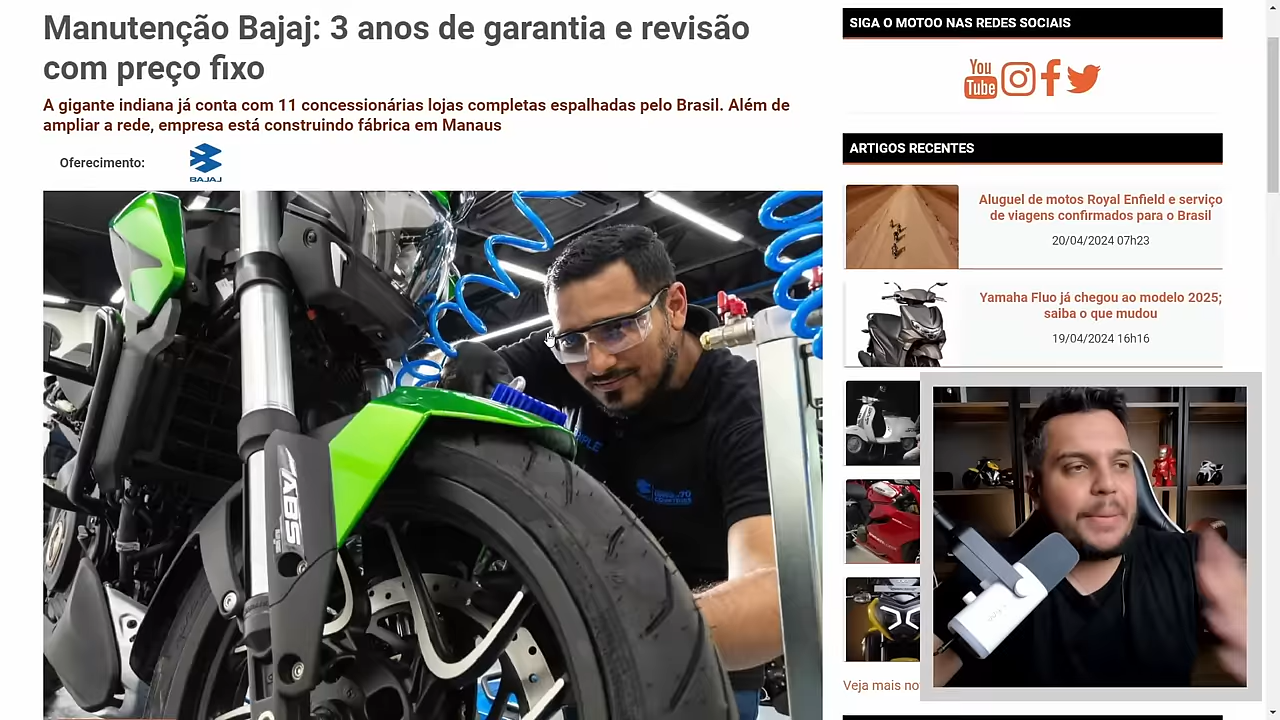 Manutenção Bajaj: 3 anos de garantia e revisão
com preço fixo
A gigante indiana já conta com 11 concessionárias lojas completas espalhadas pelo Brasil. Além de
ampliar a rede, empresa está construindo fábrica em Manaus
Oferecimento:
BAJAJ
ABS
SIGA O MOTOO NAS REDES SOCIAIS
You
Tube
ARTIGOS RECENTES
Aluguel de motos Royal Enfield e serviço
de viagens confirmados para o Brasil
20/04/2024 07h23
Yamaha Fluo já chegou ao modelo 2025;
saiba o que mudou
19/04/2024 16h16
Veja mais no